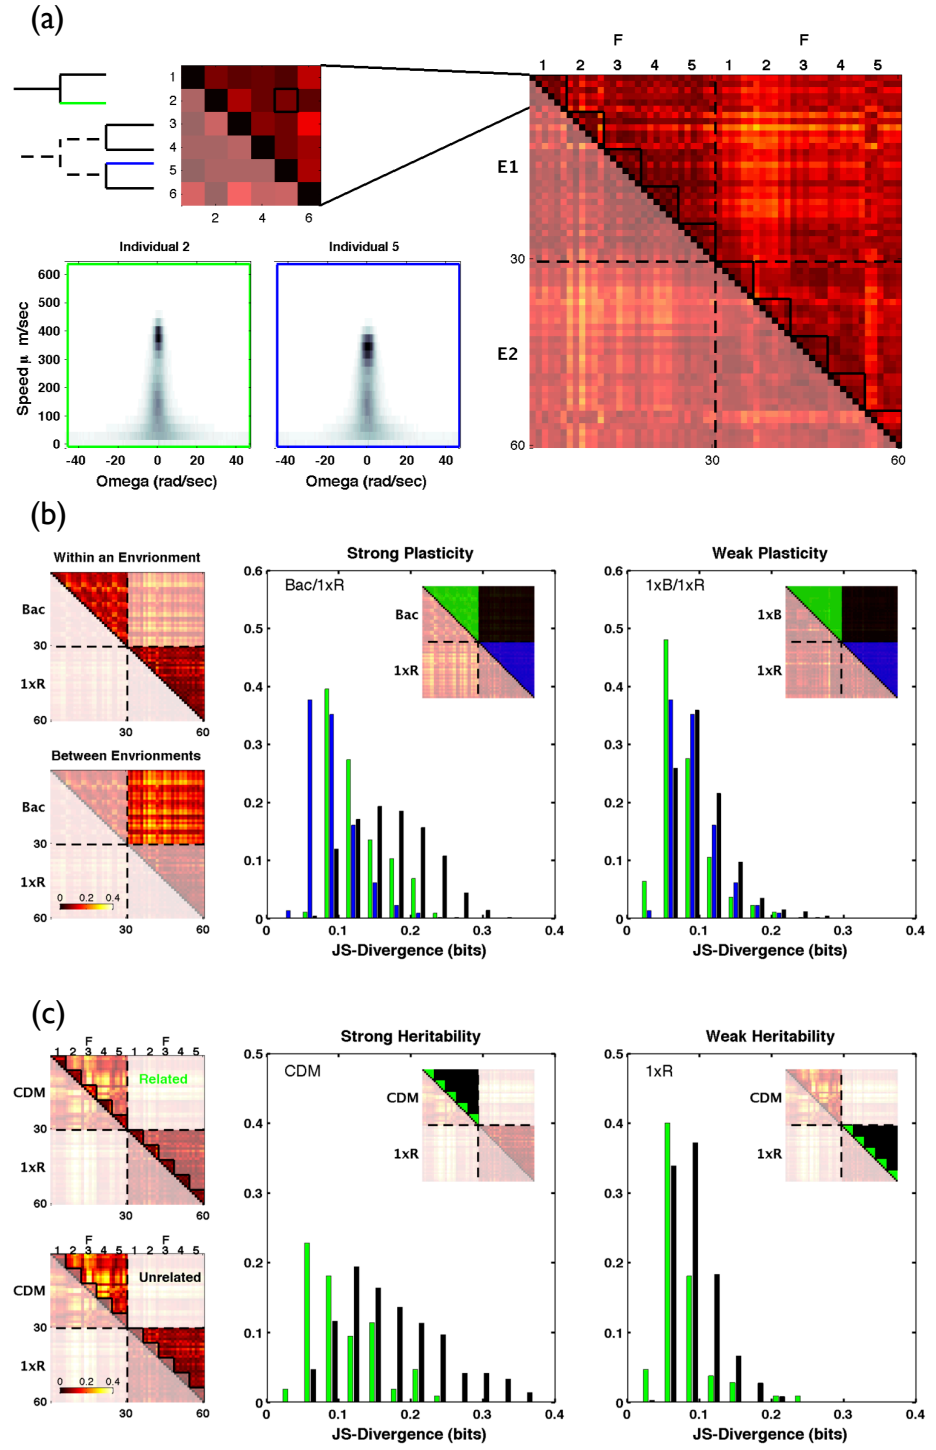 (a)
F F
1 2 3 4 5 1 2 3 4 5
1
2
3
4
5
6
2 4 6
E1
30
E2
60
30 60
Individual 2 Individual 5
Speed μ m/sec
600
500
400
300
200
100
0
-40 -20 0 20 40 -40 -20 0 20 40
Omega (rad/sec) Omega (rad/sec)
(b)
Within an Envrionment
Bac
30
1xR
60
30 60
Between Envrionments
Bac
30
1xR
0 0.2 0.4
60
30 60
Strong Plasticity
Bac/1xR
Bac
1xR
0.6
0.5
0.4
0.3
0.2
0.1
0
0 0.1 0.2 0.3 0.4
JS-Divergence (bits)
Weak Plasticity
1xB/1xR
1xB
1xR
0.6
0.5
0.4
0.3
0.2
0.1
0
0 0.1 0.2 0.3 0.4
JS-Divergence (bits)
(c)
F F
1 2 3 4 5 1 2 3 4 5
Related
CDM
30
1xR
60
30 60
F F
1 2 3 4 5 1 2 3 4 5
Unrelated
CDM
30
1xR
0 0.2 0.4
60
30 60
Strong Heritability
CDM
CDM
1xR
0.5
0.4
0.3
0.2
0.1
0
0 0.1 0.2 0.3 0.4
JS-Divergence (bits)
Weak Heritability
1xR
CDM
1xR
0.5
0.4
0.3
0.2
0.1
0
0 0.1 0.2 0.3 0.4
JS-Divergence (bits)